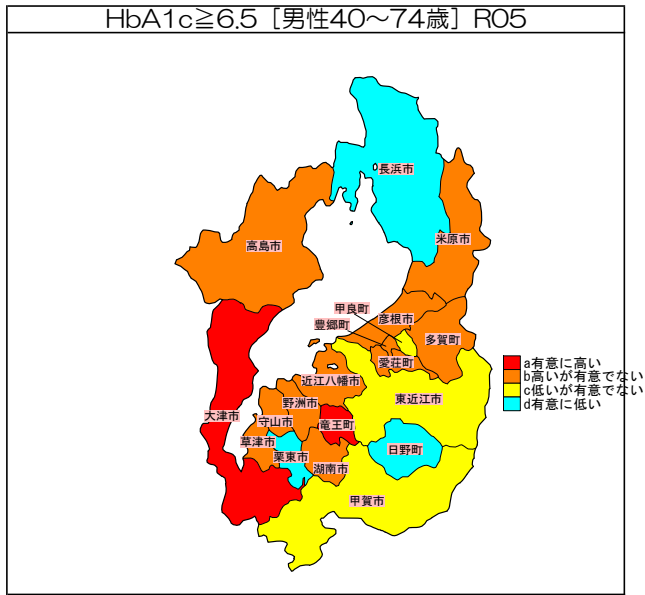 HbA1c≧6.5［男性40～74歳］R05
長浜市
米原市
高島市
甲良町
彦根市
豊郷町
多賀町
愛荘町
a有意に高い
b高いが有意でない
c低いが有意でない
d有意に低い
近江八幡市
東近江市
野洲市
大津市
守山市
竜王町
草津市
日野町
栗東市
湖南市
甲賀市